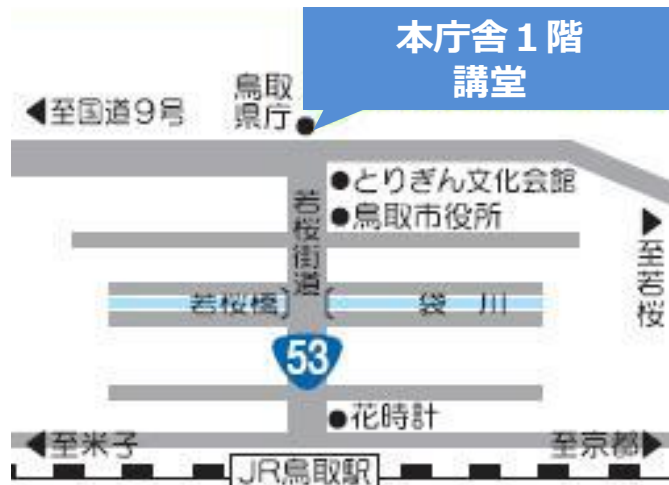 本庁舎１階
講堂
鳥取
県庁
◀至国道9号
●とりぎん文化会館
●鳥取市役所
若桜街道
▶至若桜
若桜橋
袋川
53
●花時計
◀至米子
至京都▶
JR鳥取駅